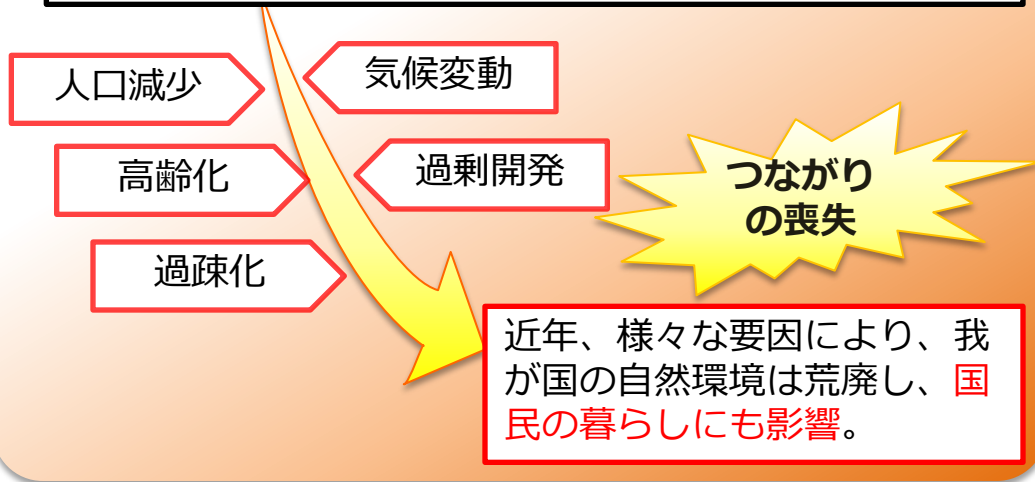 人口減少
気候変動
高齢化
過剰開発
過疎化
つながり
の喪失
近年、様々な要因により、我
が国の自然環境は荒廃し、国
民の暮らしにも影響。